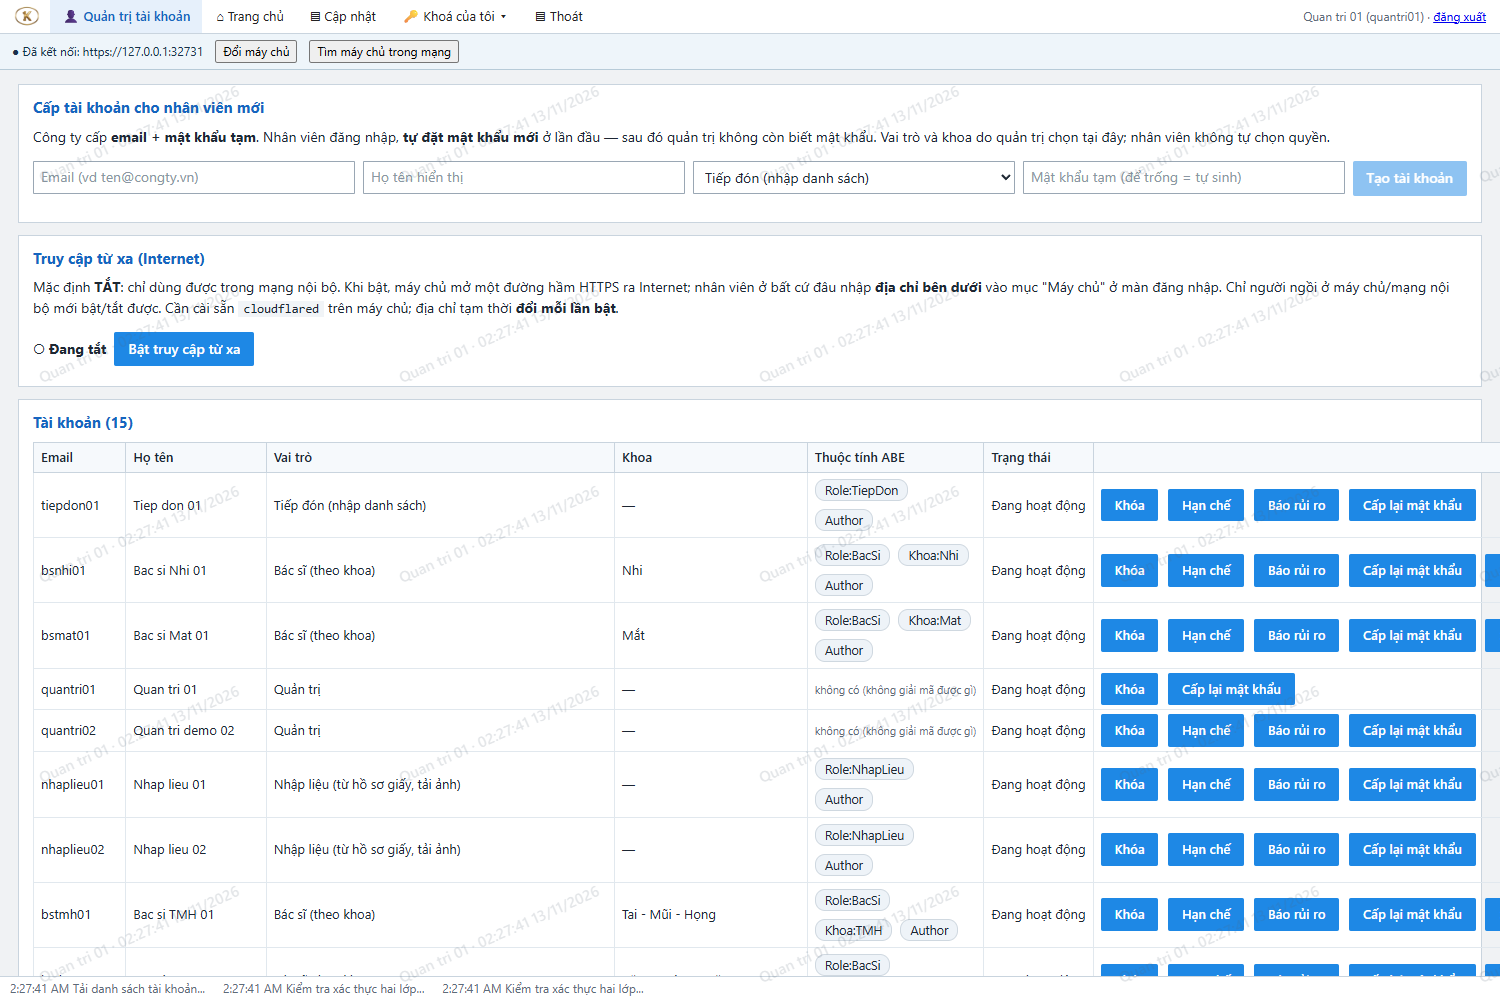 K
Quản trị tài khoản
Trang chủ
Cập nhật
Khoá của tôi
Thoát
Quan tri 01 (quantri01) · đăng xuất
● Đã kết nối: https://127.0.0.1:32731
Đổi máy chủ
Tìm máy chủ trong mạng
Cấp tài khoản cho nhân viên mới
Công ty cấp email + mật khẩu tạm. Nhân viên đăng nhập, tự đặt mật khẩu mới ở lần đầu — sau đó quản trị không còn biết mật khẩu. Vai trò và khoa do quản trị chọn tại đây; nhân viên không tự chọn quyền.
Email (vd ten@congty.vn)
Họ tên hiển thị
Tiếp đón (nhập danh sách)
Mật khẩu tạm (để trống = tự sinh)
Tạo tài khoản
Truy cập từ xa (Internet)
Mặc định TẮT: chỉ dùng được trong mạng nội bộ. Khi bật, máy chủ mở một đường hầm HTTPS ra Internet; nhân viên ở bất cứ đâu nhập địa chỉ bên dưới vào mục "Máy chủ" ở màn đăng nhập. Chỉ người ngồi ở máy chủ/mạng nội
bộ mới bật/tắt được. Cần cài sẵn cloudflared trên máy chủ; địa chỉ tạm thời đổi mỗi lần bật.
Đang tắt
Bật truy cập từ xa
Tài khoản (15)
Email Họ tên Vai trò Khoa Thuộc tính ABE Trạng thái
tiepdon01 Tiep don 01 Tiếp đón (nhập danh sách) — Role:TiepDon Author Đang hoạt động Khóa Hạn chế Báo rủi ro Cấp lại mật khẩu
bsnhi01 Bac si Nhi 01 Bác sĩ (theo khoa) Nhi Role:BacSi Khoa:Nhi Author Đang hoạt động Khóa Hạn chế Báo rủi ro Cấp lại mật khẩu
bsmat01 Bac si Mat 01 Bác sĩ (theo khoa) Mắt Role:BacSi Khoa:Mat Author Đang hoạt động Khóa Hạn chế Báo rủi ro Cấp lại mật khẩu
quantri01 Quan tri 01 Quản trị — không có (không giải mã được gì) Đang hoạt động Khóa Cấp lại mật khẩu
quantri02 Quan tri demo 02 Quản trị — không có (không giải mã được gì) Đang hoạt động Khóa Hạn chế Báo rủi ro Cấp lại mật khẩu
nhaplieu01 Nhap lieu 01 Nhập liệu (từ hồ sơ giấy, tải ảnh) — Role:NhapLieu Author Đang hoạt động Khóa Hạn chế Báo rủi ro Cấp lại mật khẩu
nhaplieu02 Nhap lieu 02 Nhập liệu (từ hồ sơ giấy, tải ảnh) — Role:NhapLieu Author Đang hoạt động Khóa Hạn chế Báo rủi ro Cấp lại mật khẩu
bstmh01 Bac si TMH 01 Bác sĩ (theo khoa) Tai - Mũi - Họng Role:BacSi Khoa:TMH Author Đang hoạt động Khóa Hạn chế Báo rủi ro Cấp lại mật khẩu
Role:BacSi
Quan tri 01 · 02:27:41 13/11/2026
2:27:41 AM Tải danh sách tài khoản...
2:27:41 AM Kiểm tra xác thực hai lớp...
2:27:41 AM Kiểm tra xác thực hai lớp...